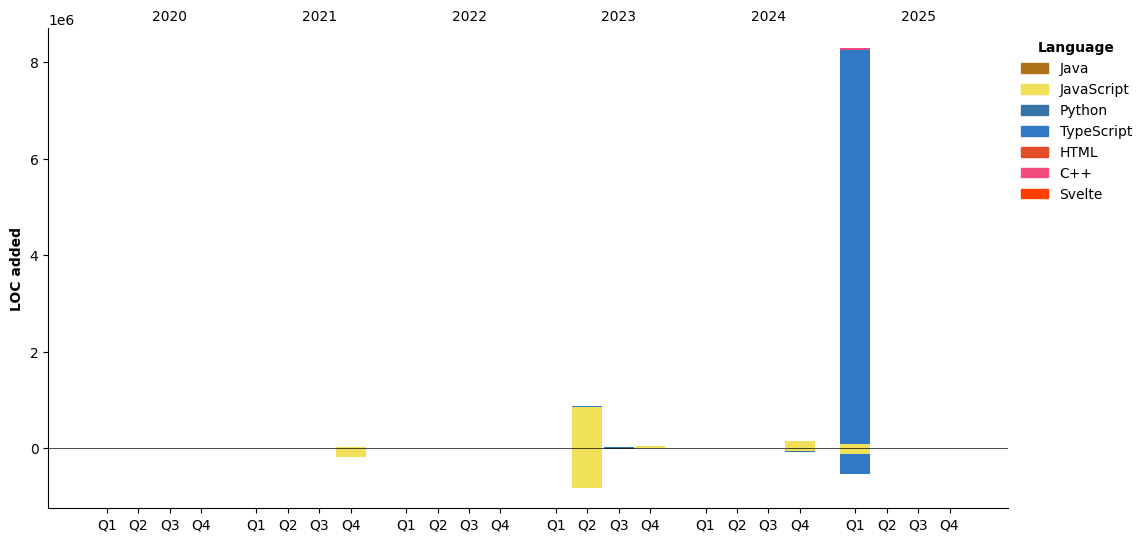 1e6 2020 2021 2022 2023 2024 2025
Language
Java
JavaScript
Python
TypeScript
HTML
C++
Svelte
8
6
4
2
0
LOC added
Q1 Q2 Q3 Q4 Q1 Q2 Q3 Q4 Q1 Q2 Q3 Q4 Q1 Q2 Q3 Q4 Q1 Q2 Q3 Q4 Q1 Q2 Q3 Q4